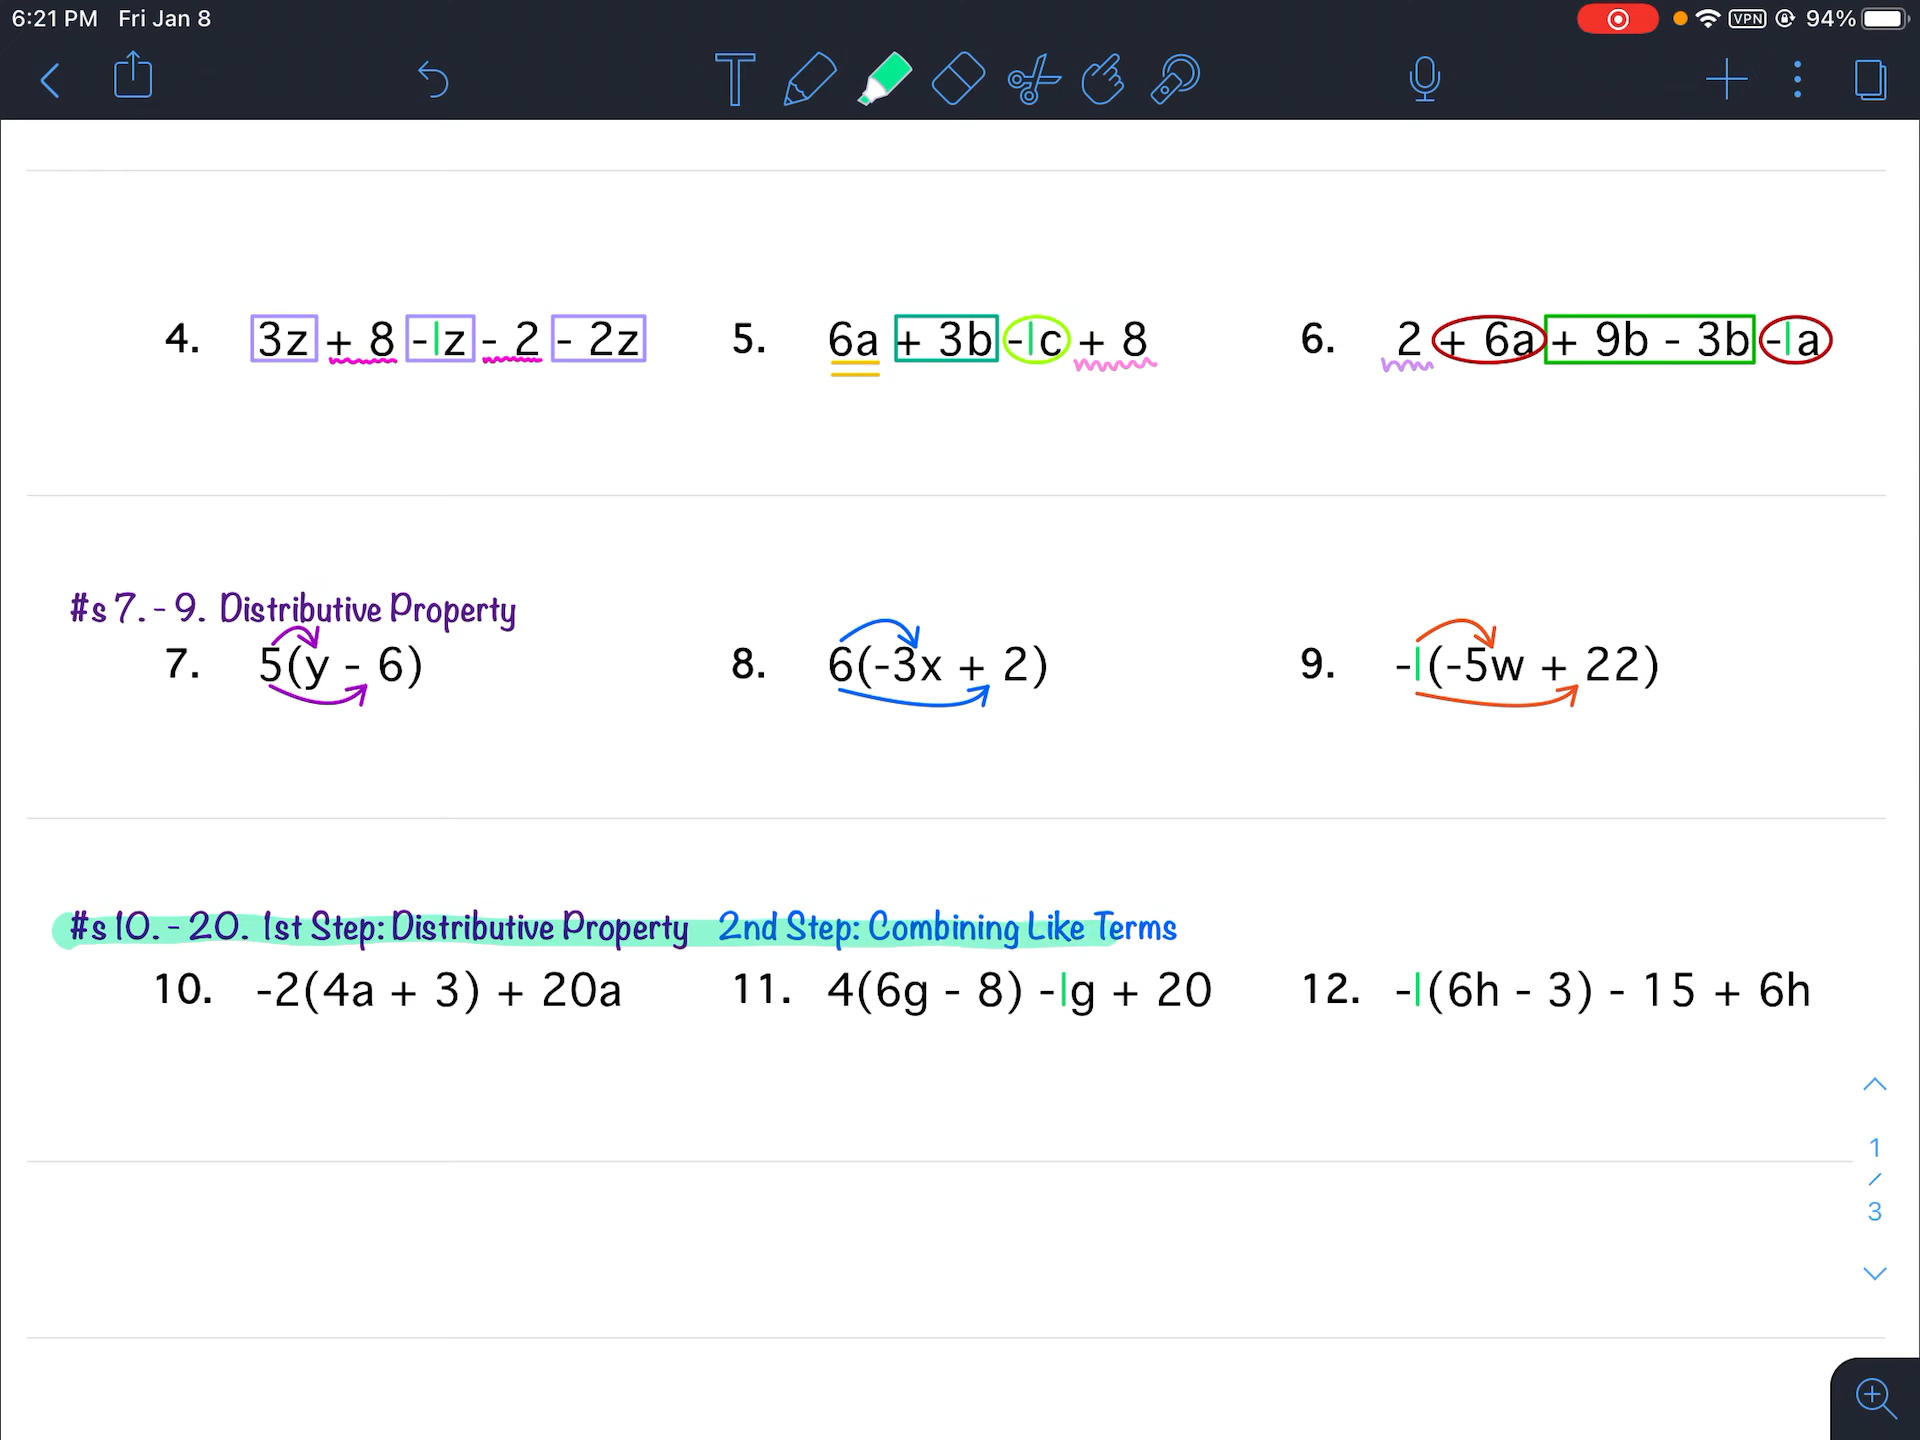 6:21 PM Fri Jan 8 VPN 94%
4. 3z + 8 -1z - 2 - 2z 5. 6a + 3b -1c + 8 6. 2 + 6a + 9b - 3b -1a
#s 7. - 9. Distributive Property
7. 5(y - 6) 8. 6(-3x + 2) 9. -1(-5w + 22)
#s 10. - 20. 1st Step: Distributive Property 2nd Step: Combining Like Terms
10. -2(4a + 3) + 20a 11. 4(6g - 8) -1g + 20 12. -1(6h - 3) - 15 + 6h
1
/
3